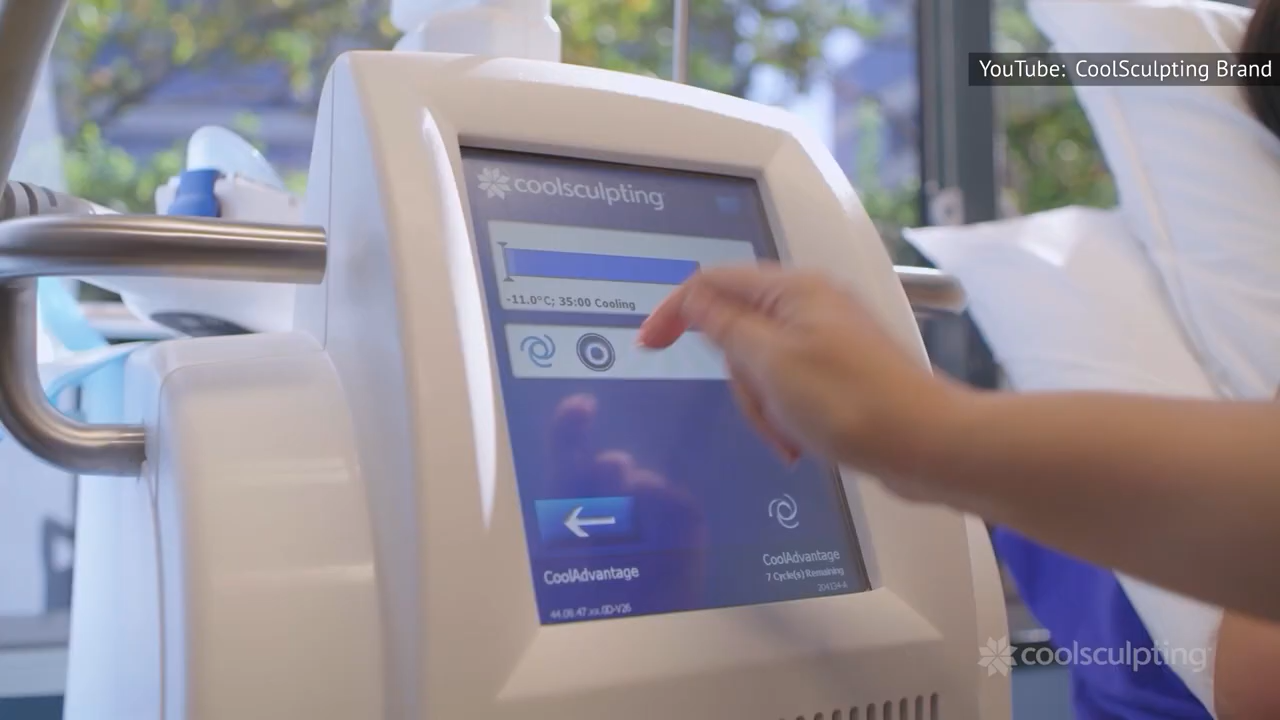 YouTube: CoolSculpting Brand
coolsculpting
-11.0°C; 35:00 Cooling
CoolAdvantage
CoolAdvantage
7 Cycle(s) Remaining
coolsculpting